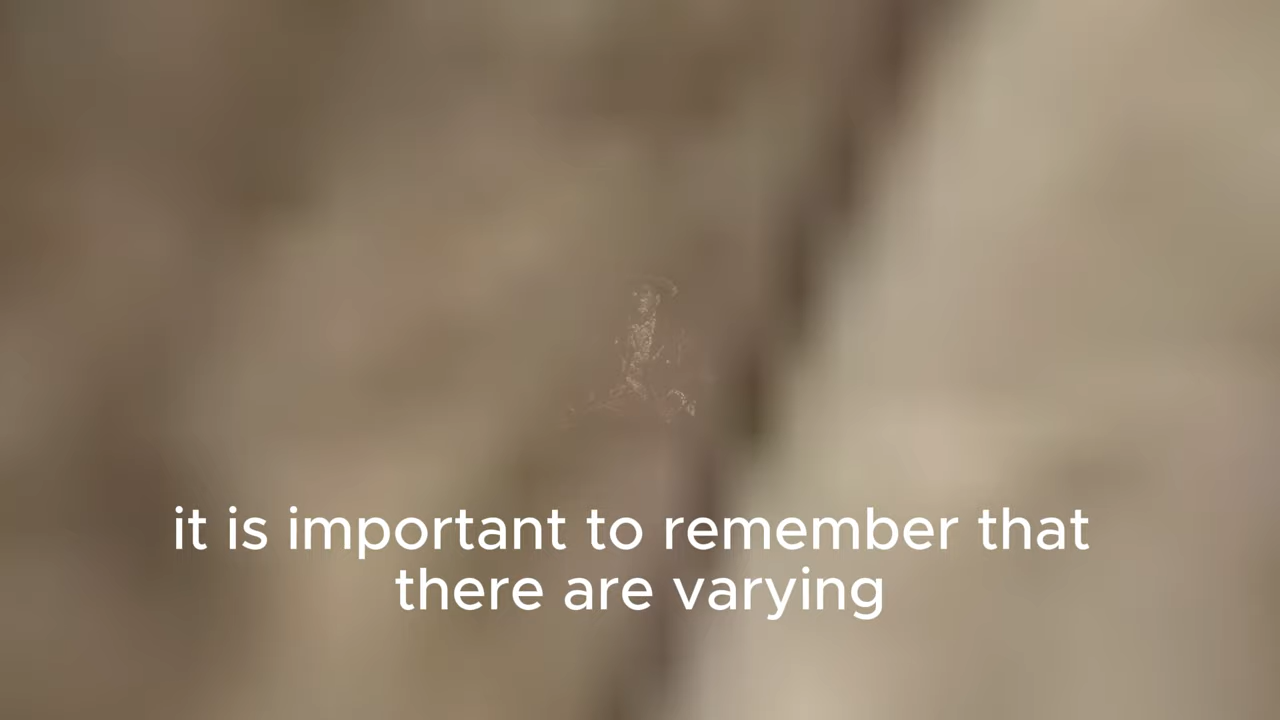 it is important to remember that
there are varying